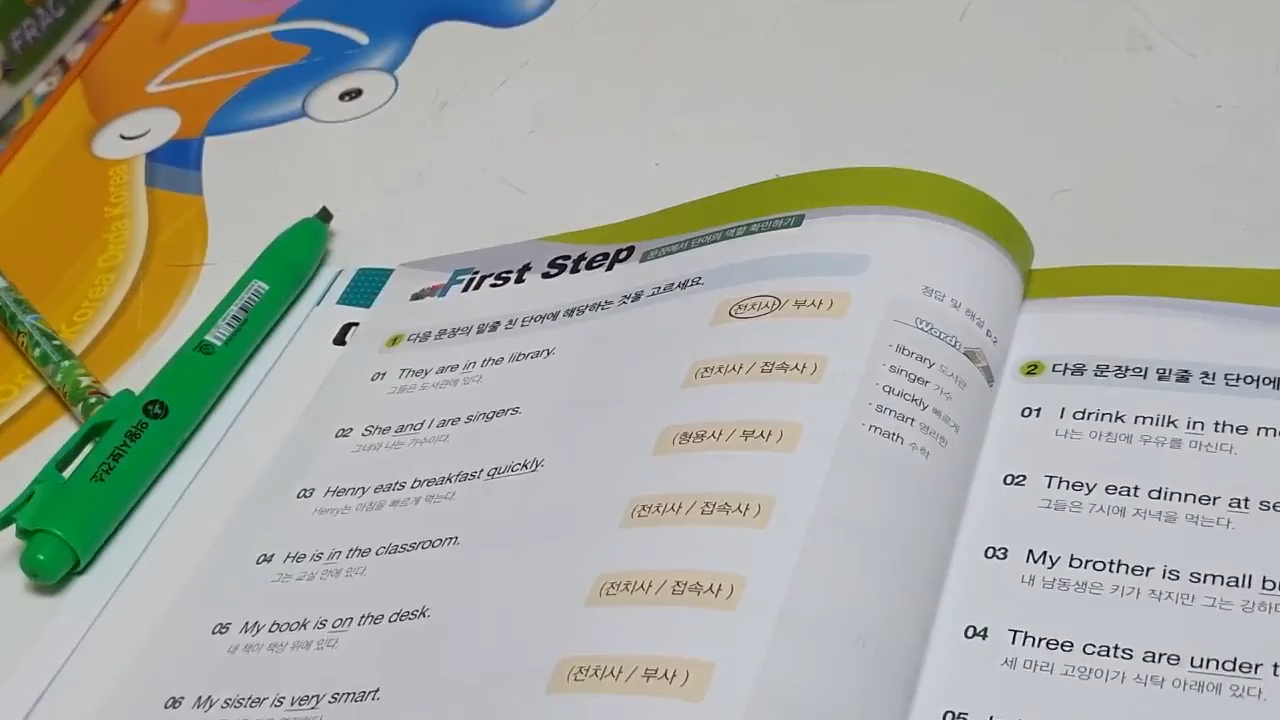 FRAC
Korea Orda Korea
First Step 문장에서 단어의 역할 확인하기
1 다음 문장의 밑줄 친 단어에 해당하는 것을 고르세요.
01 They are in the library. (전치사 / 부사)
그들은 도서관에 있다.
02 She and I are singers. (전치사 / 접속사)
그녀와 나는 가수이다.
03 Henry eats breakfast quickly. (형용사 / 부사)
Henry는 아침을 빠르게 먹는다.
04 He is in the classroom. (전치사 / 접속사)
그는 교실 안에 있다.
05 My book is on the desk. (전치사 / 접속사)
내 책이 책상 위에 있다.
06 My sister is very smart. (전치사 / 부사)
정답 및 해설 p.2
Words
· library 도서관
· singer 가수
· quickly 빠르게
· smart 영리한
· math 수학
2 다음 문장의 밑줄 친 단어에
01 I drink milk in the
나는 아침에 우유를 마신다.
02 They eat dinner at
그들은 7시에 저녁을 먹는다.
03 My brother is small
내 남동생은 키가 작지만 그는
04 Three cats are under
세 마리 고양이가 식탁 아래에 있다.
05